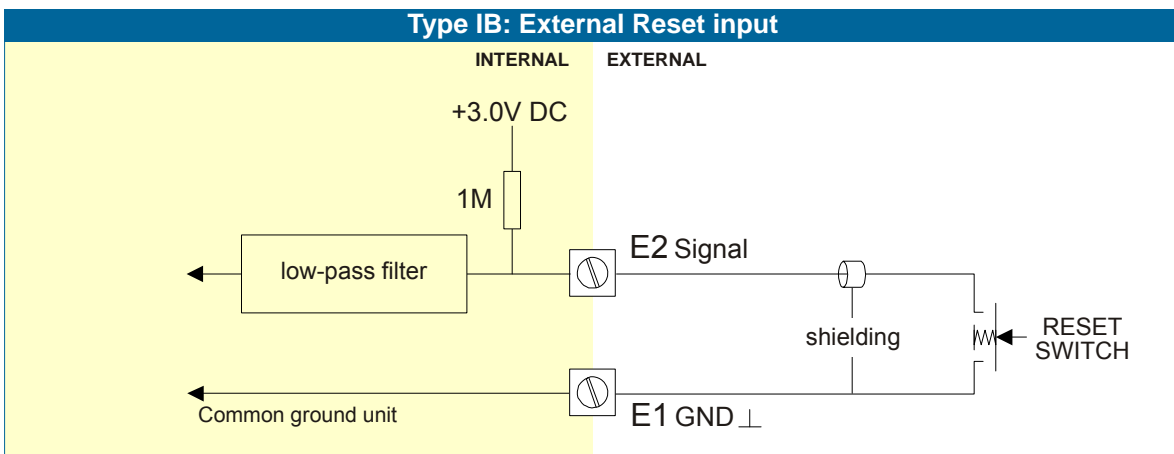 Type IB: External Reset input
INTERNAL EXTERNAL
+3.0V DC
1M
E2 Signal
low-pass filter
shielding
RESET
SWITCH
Common ground unit
E1 GND ⊥